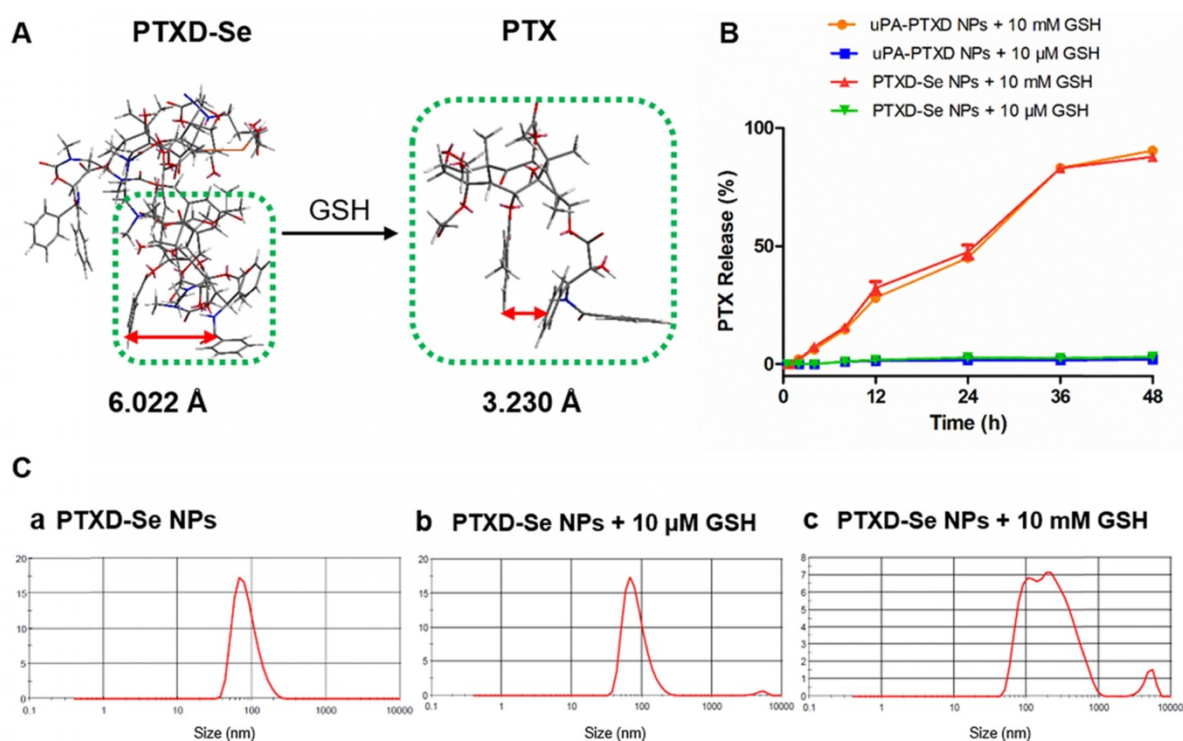 A
PTXD-Se
PTX
GSH
6.022 Å
3.230 Å
B
uPA-PTXD NPs + 10 mM GSH
uPA-PTXD NPs + 10 µM GSH
PTXD-Se NPs + 10 mM GSH
PTXD-Se NPs + 10 µM GSH
PTX Release (%)
100
50
0
0 12 24 36 48
Time (h)
C
a PTXD-Se NPs
20
15
10
5
0
0.1 1 10 100 1000 10000
Size (nm)
b PTXD-Se NPs + 10 µM GSH
20
15
10
5
0
0.1 1 10 100 1000 10000
Size (nm)
c PTXD-Se NPs + 10 mM GSH
8
7
6
5
4
3
2
1
0
0.1 1 10 100 1000 10000
Size (nm)